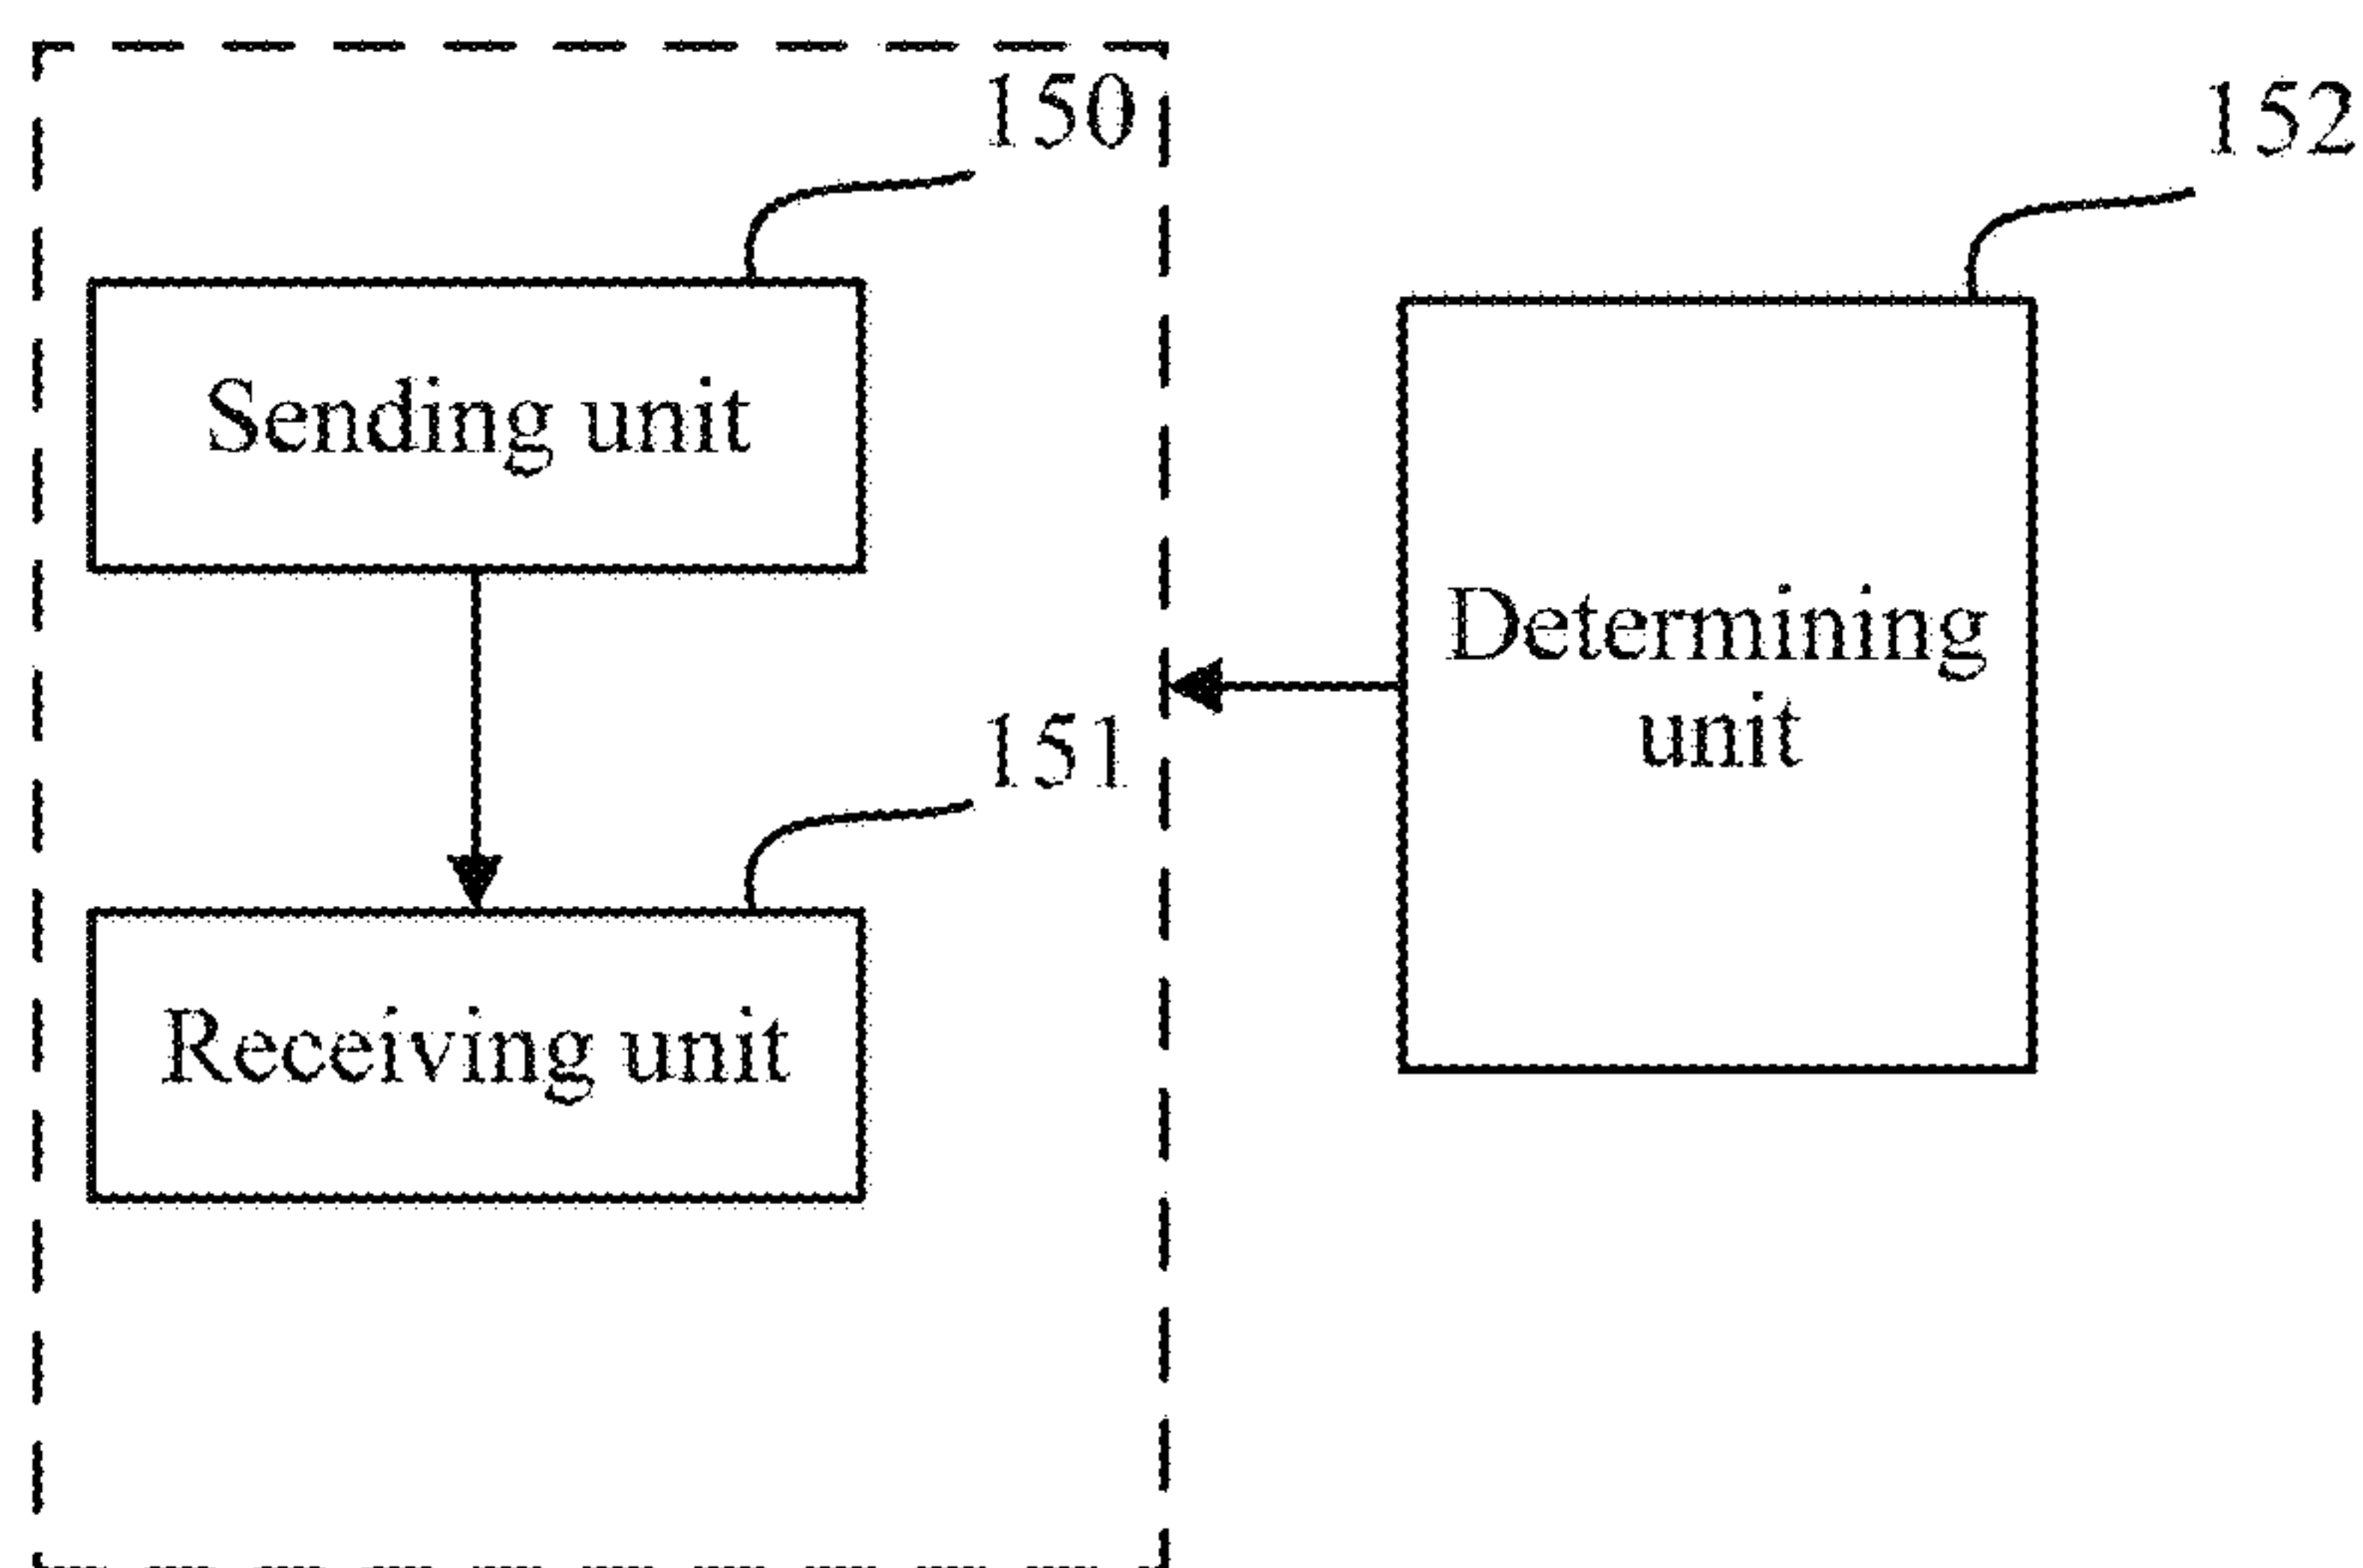 150
152
Sending unit
Determining
unit
151
Receiving unit